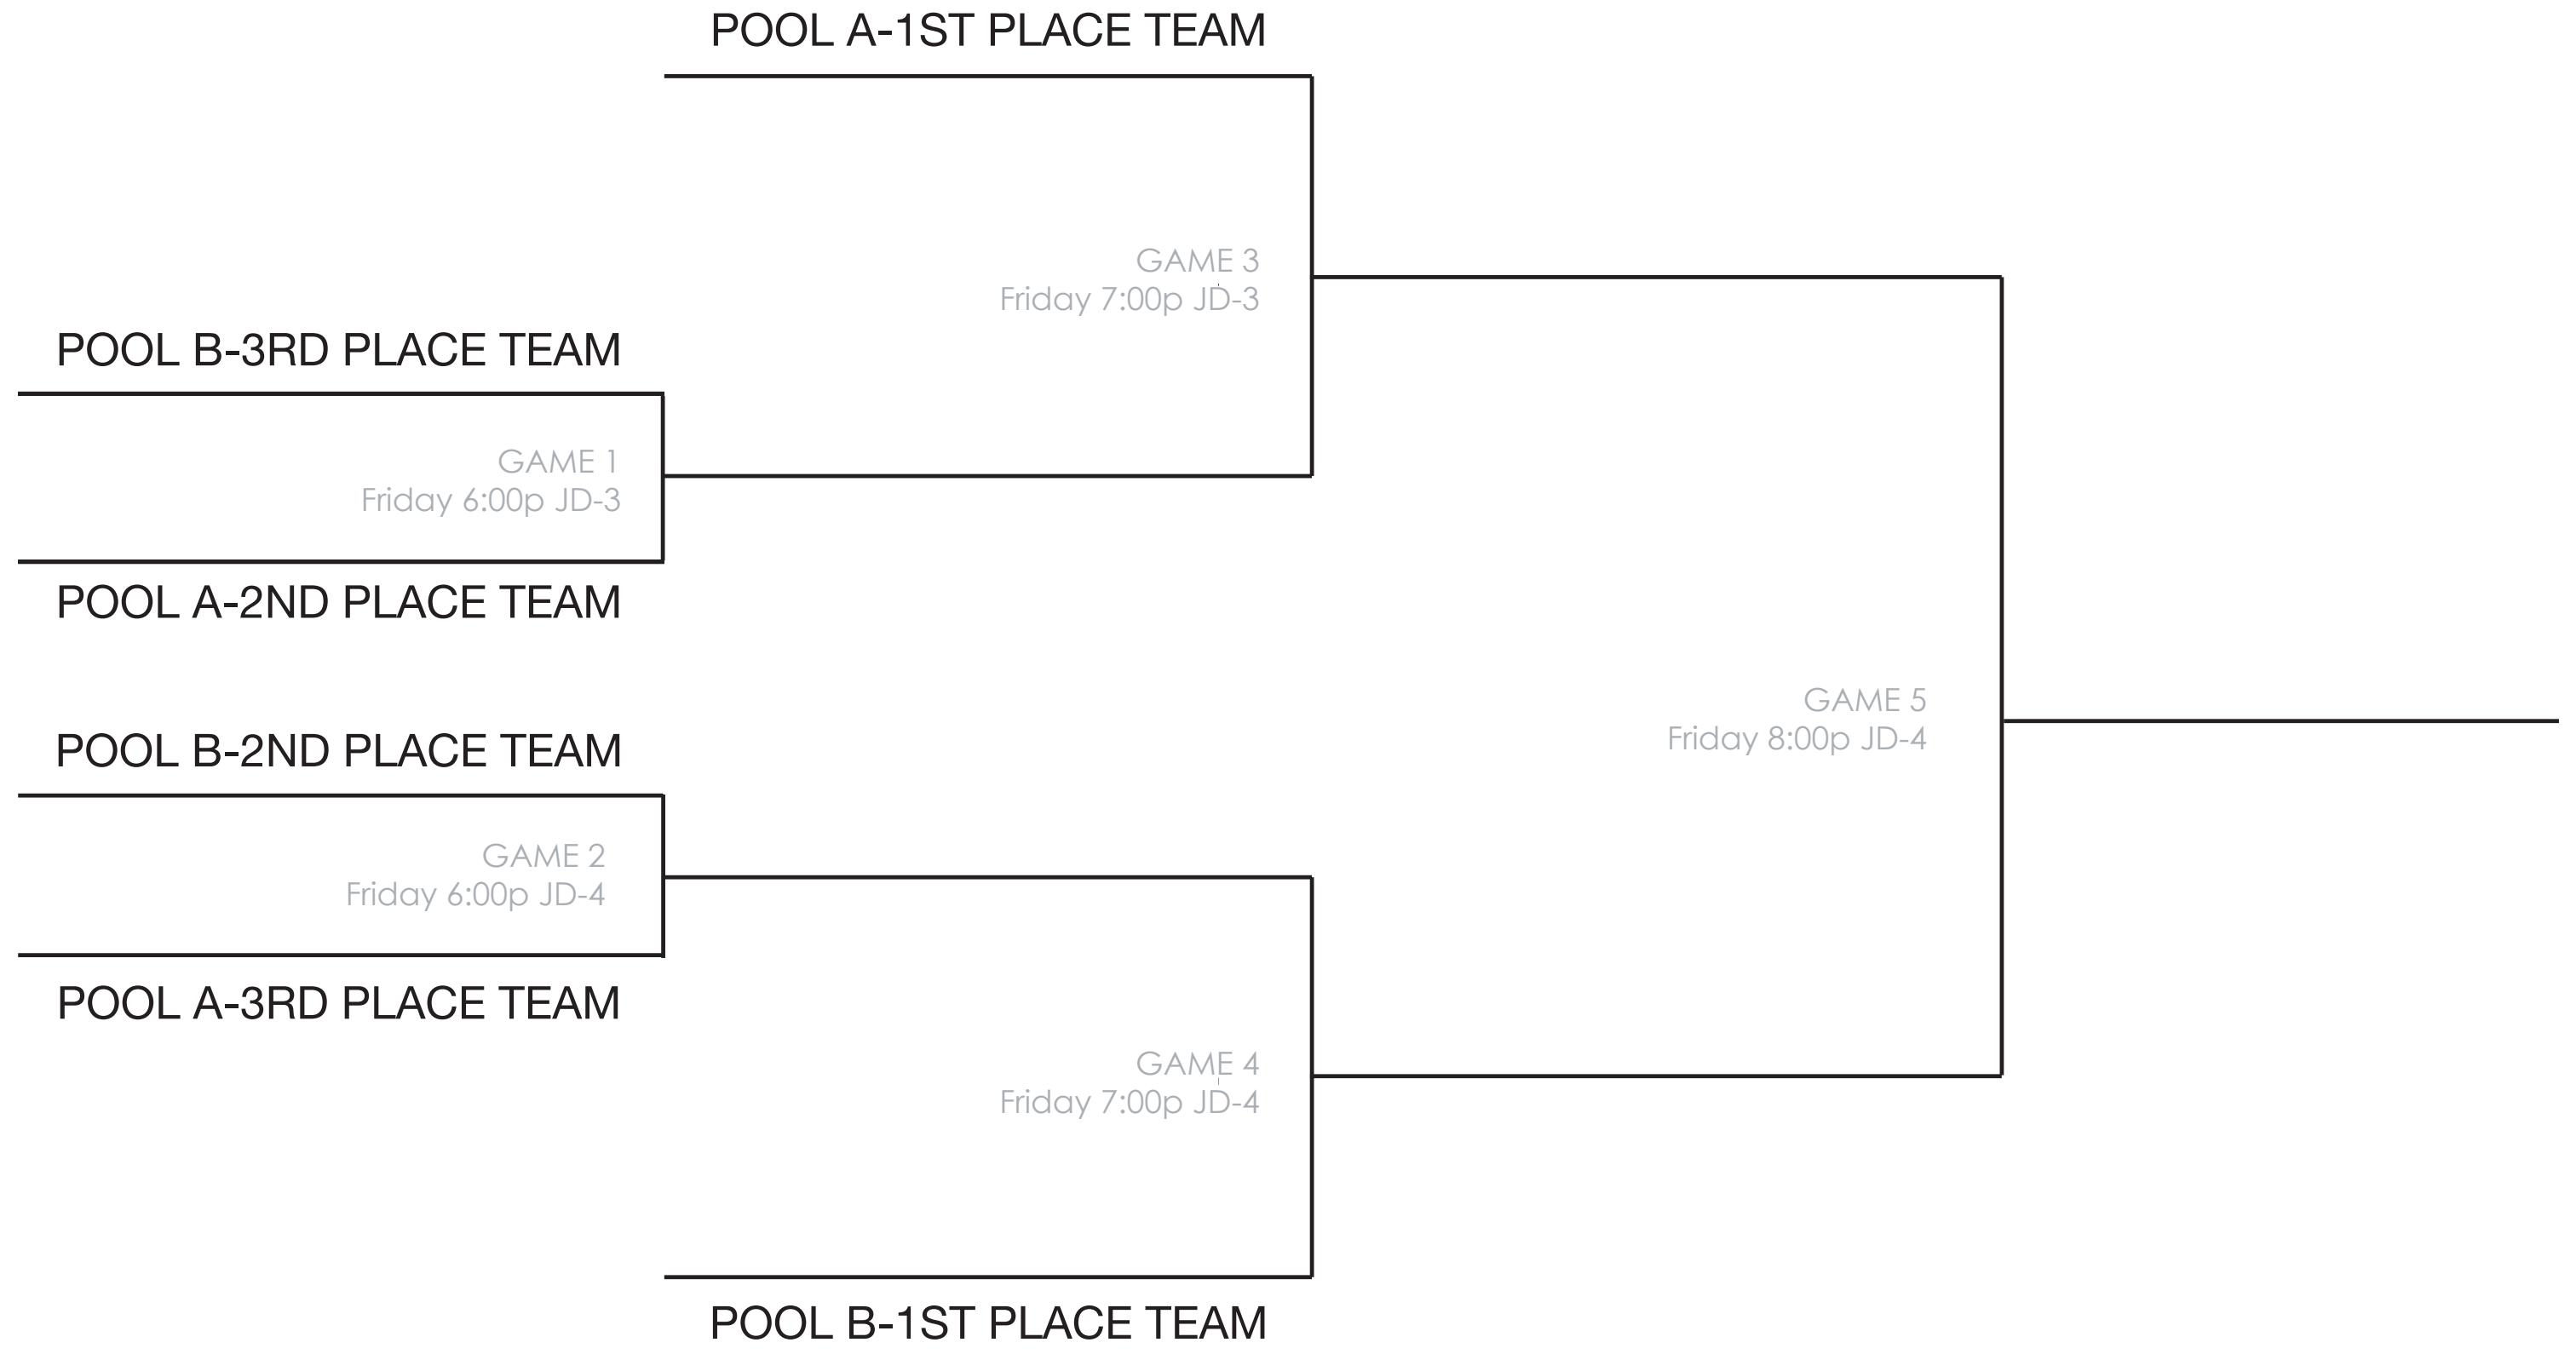 POOL A-1ST PLACE TEAM
GAME 3
Friday 7:00p JD-3
POOL B-3RD PLACE TEAM
GAME 1
Friday 6:00p JD-3
POOL A-2ND PLACE TEAM
GAME 5
Friday 8:00p JD-4
POOL B-2ND PLACE TEAM
GAME 2
Friday 6:00p JD-4
POOL A-3RD PLACE TEAM
GAME 4
Friday 7:00p JD-4
POOL B-1ST PLACE TEAM